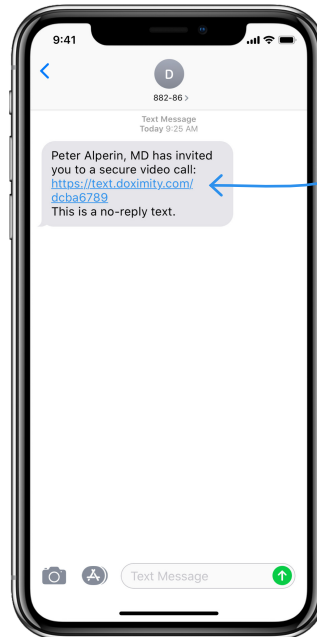 9:41
D
882-86 >
Text Message
Today 9:25 AM
Peter Alperin, MD has invited
you to a secure video call:
https://text.doximity.com/
dcba6789
This is a no-reply text.
Text Message